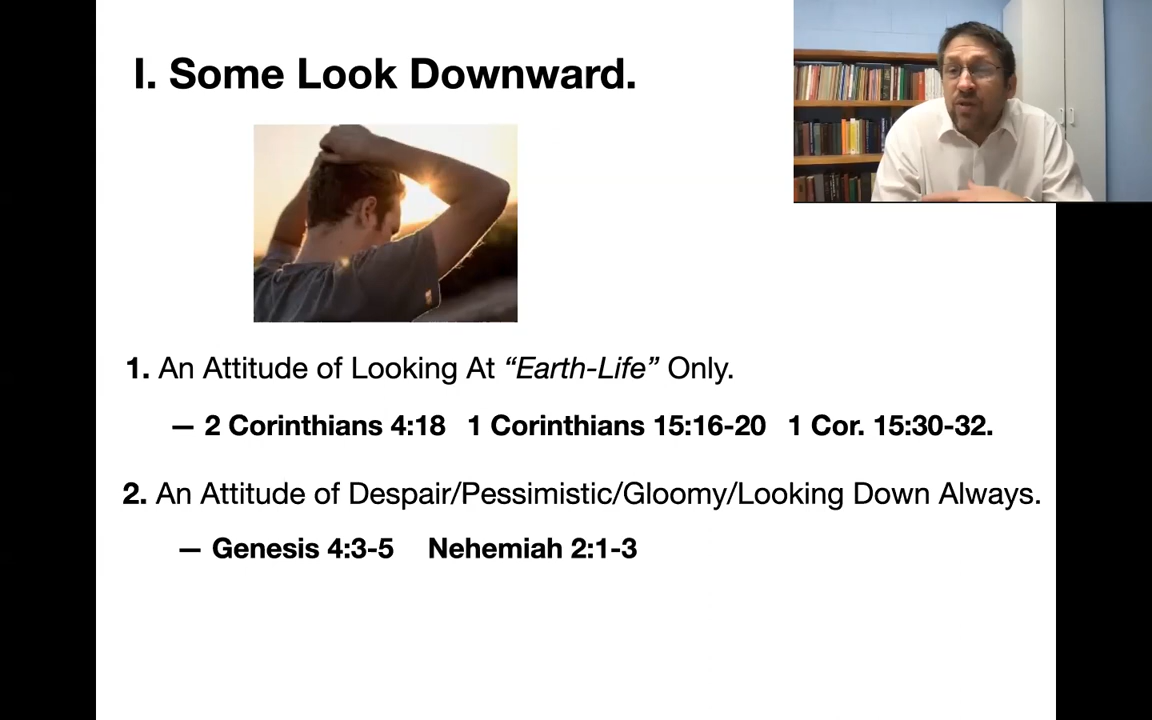 I. Some Look Downward.
1. An Attitude of Looking At “Earth-Life” Only.
— 2 Corinthians 4:18 1 Corinthians 15:16-20 1 Cor. 15:30-32.
2. An Attitude of Despair/Pessimistic/Gloomy/Looking Down Always.
— Genesis 4:3-5 Nehemiah 2:1-3